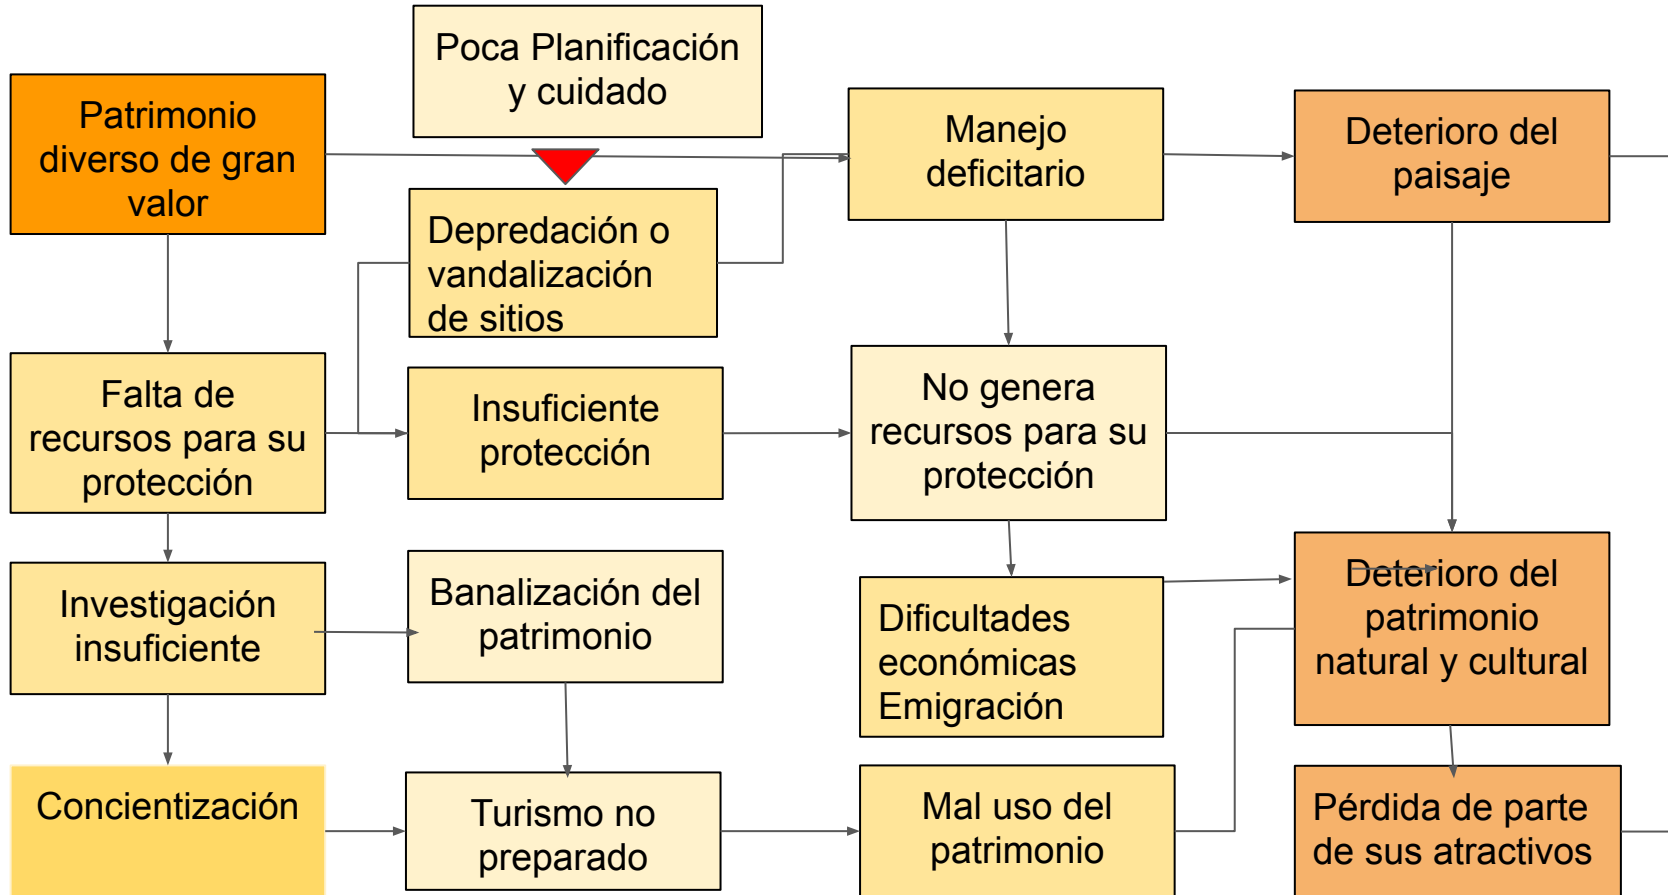 Poca Planificación
y cuidado
Patrimonio
diverso de gran
valor
Manejo
deficitario
Deterioro del
paisaje
Depredación o
vandalización
de sitios
Falta de
recursos para su
protección
Insuficiente
protección
No genera
recursos para su
protección
Investigación
insuficiente
Banalización del
patrimonio
Dificultades
económicas
Emigración
Deterioro del
patrimonio
natural y cultural
Concientización
Turismo no
preparado
Mal uso del
patrimonio
Pérdida de parte
de sus atractivos